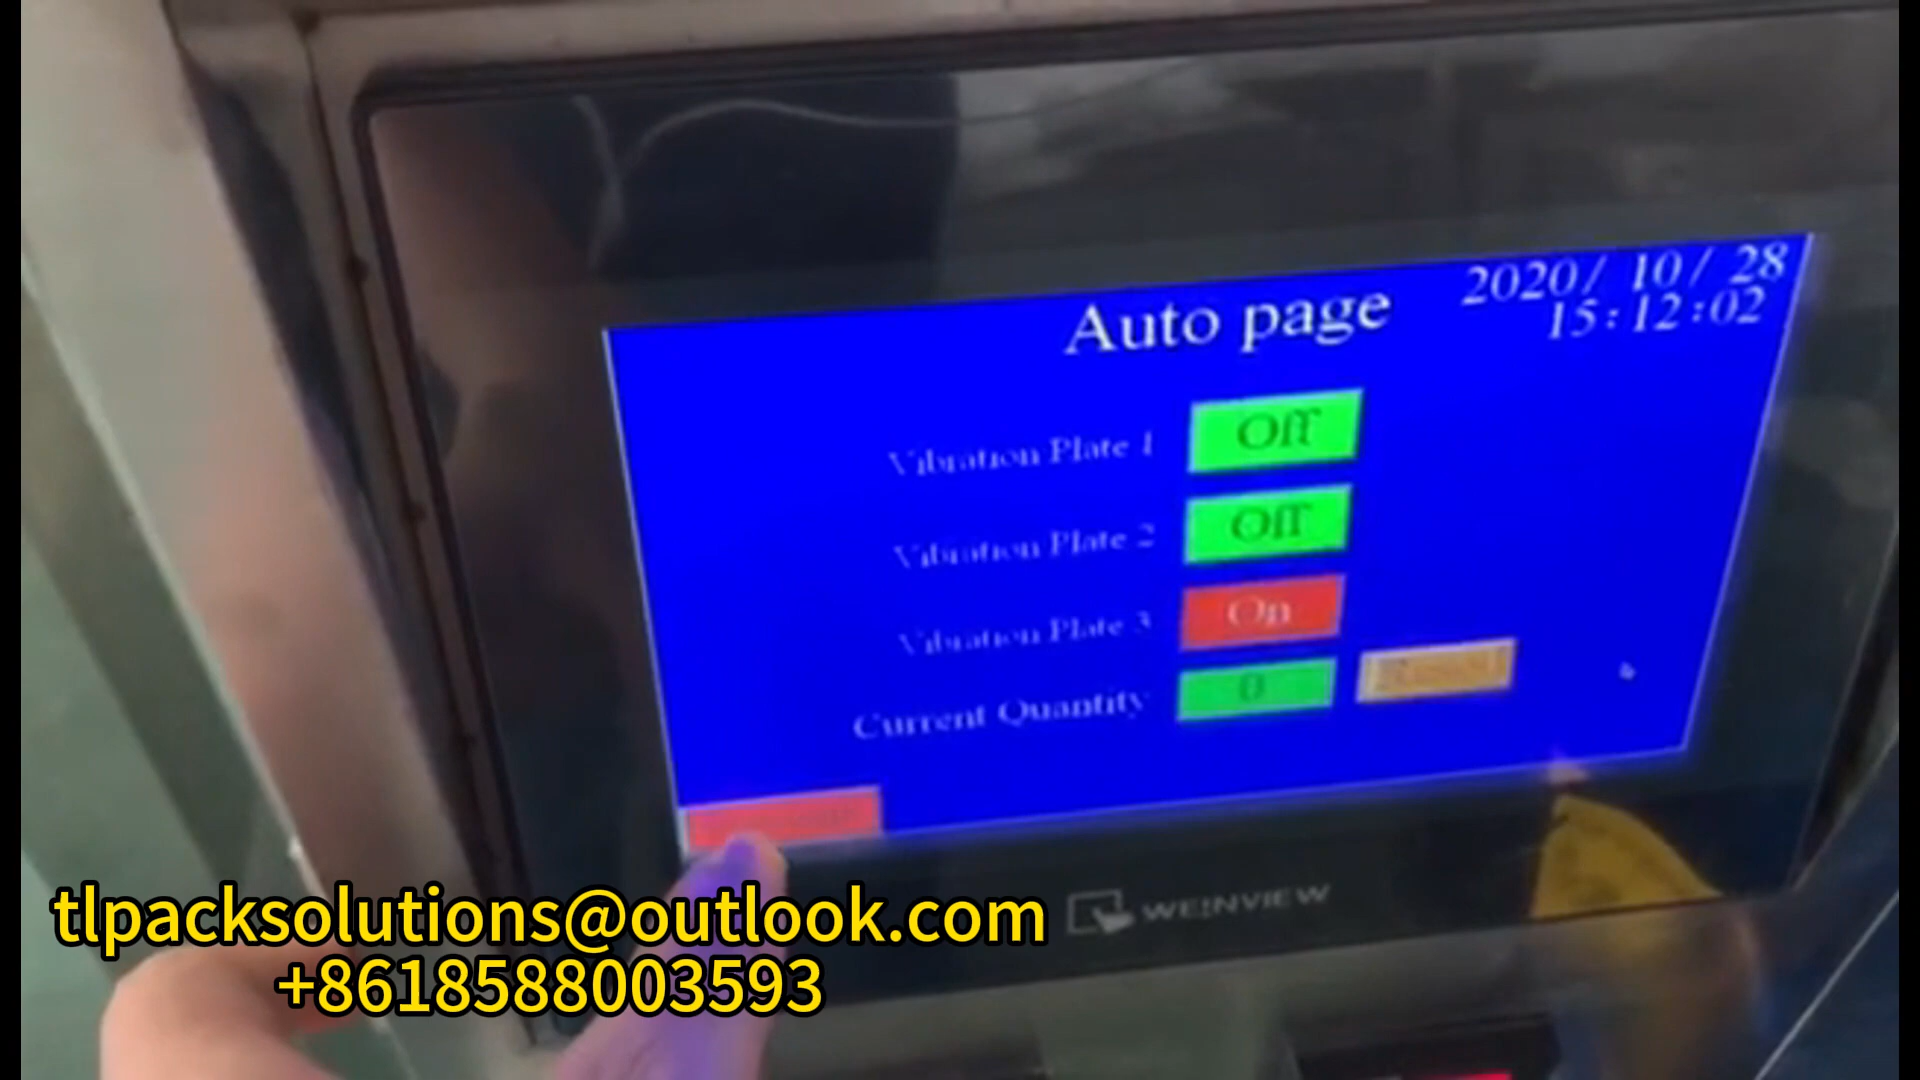 2020/ 10/ 28
Auto page
15:12:02
Vibration Plate 1 Off
Vibration Plate 2 Off
Vibration Plate 3 On
Current Quantity 0
WEINVIEW
tlpacksolutions@outlook.com
+8618588003593